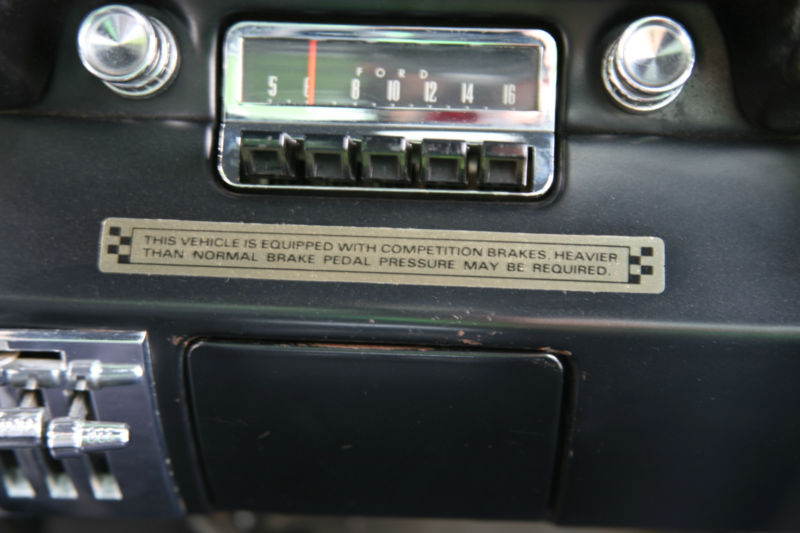 FORD
5 6 8 10 12 14 16
THIS VEHICLE IS EQUIPPED WITH COMPETITION BRAKES. HEAVIER
THAN NORMAL BRAKE PEDAL PRESSURE MAY BE REQUIRED.